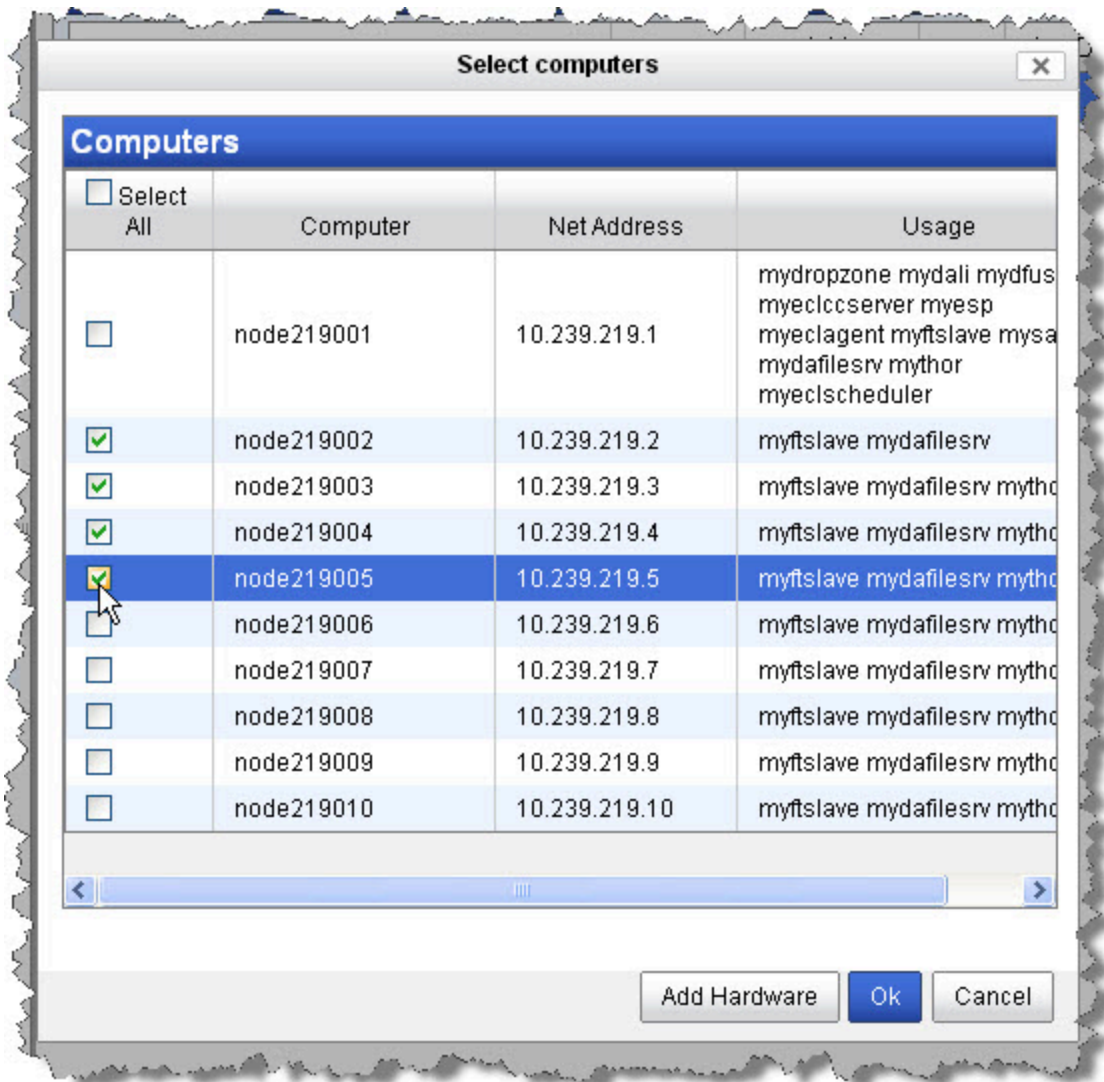 Select computers
Computers
Select All Computer Net Address Usage
node219001 10.239.219.1 mydropzone mydali mydfus
myeclccserver myesp
myeclagent myftslave mysa
mydafilesrv mythor
myeclscheduler
node219002 10.239.219.2 myftslave mydafilesrv
node219003 10.239.219.3 myftslave mydafilesrv mytho
node219004 10.239.219.4 myftslave mydafilesrv mytho
node219005 10.239.219.5 myftslave mydafilesrv mytho
node219006 10.239.219.6 myftslave mydafilesrv mytho
node219007 10.239.219.7 myftslave mydafilesrv mytho
node219008 10.239.219.8 myftslave mydafilesrv mytho
node219009 10.239.219.9 myftslave mydafilesrv mytho
node219010 10.239.219.10 myftslave mydafilesrv mytho
Add Hardware Ok Cancel